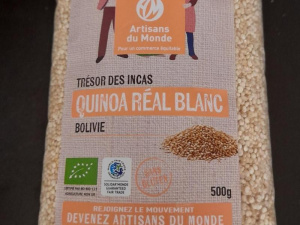 Artisans
du Monde
Pour un commerce équitable
TRÉSOR DES INCAS
QUINOA RÉAL BLANC
BOLIVIE
500g
REJOIGNEZ LE MOUVEMENT
DEVENEZ ARTISANS DU MONDE